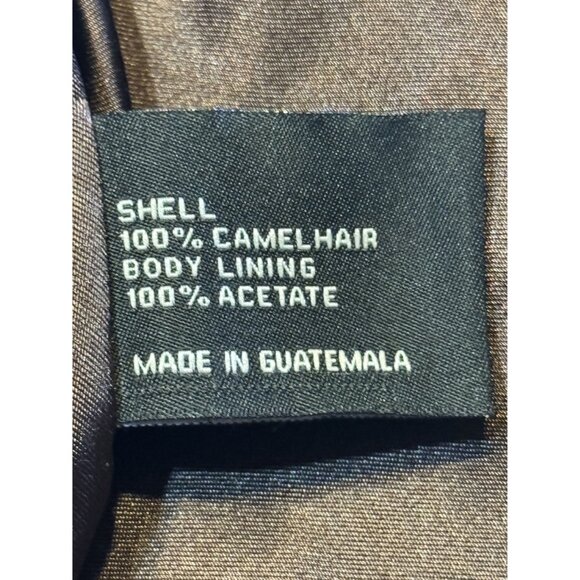 SHELL
100% CAMELHAIR
BODY LINING
100% ACETATE
MADE IN GUATEMALA